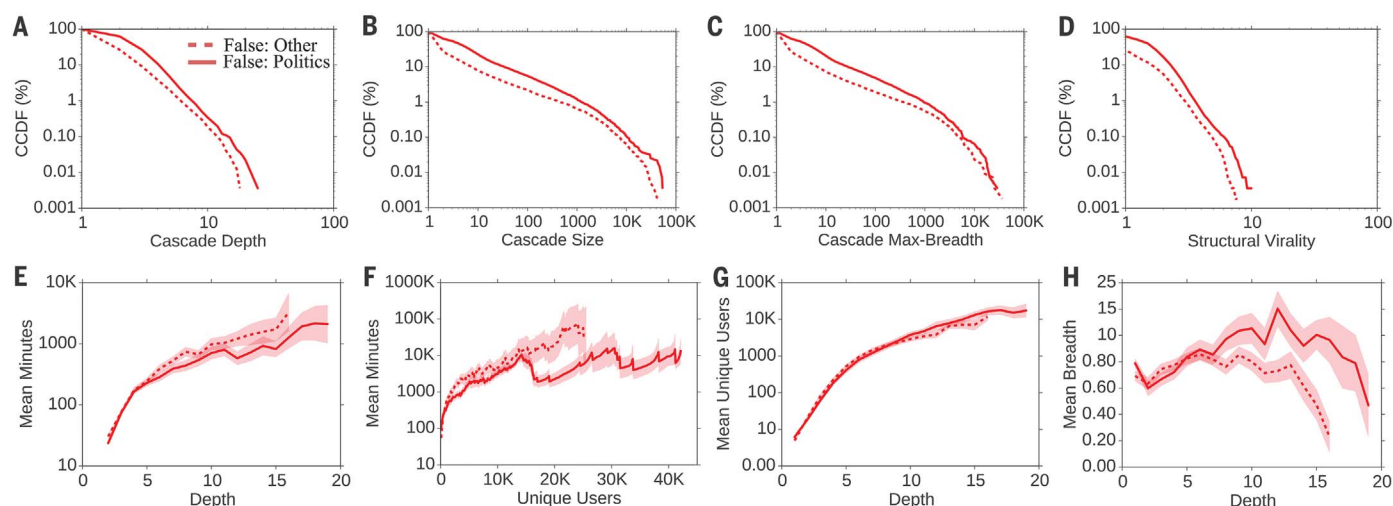 A
CCDF (%)
100
10
1
0.10
0.01
0.001
1
10
100
Cascade Depth
False: Other
False: Politics
B
CCDF (%)
100
10
1
0.10
0.01
0.001
1
10
100
1000
10K
100K
Cascade Size
C
CCDF (%)
100
10
1
0.10
0.01
0.001
1
10
100
1000
10K
100K
Cascade Max-Breadth
D
CCDF (%)
100
10
1
0.10
0.01
0.001
1
10
100
Structural Virality
E
Mean Minutes
10K
1000
100
10
0
5
10
15
20
Depth
F
Mean Minutes
1000K
100K
10K
1000
100
10
0
10K
20K
30K
40K
Unique Users
G
Mean Unique Users
100K
10K
1000
100
10
0.00
0
5
10
15
20
Depth
H
Mean Breadth
25
15
10
0.80
0.60
0.40
0.20
0.00
0
5
10
15
20
Depth